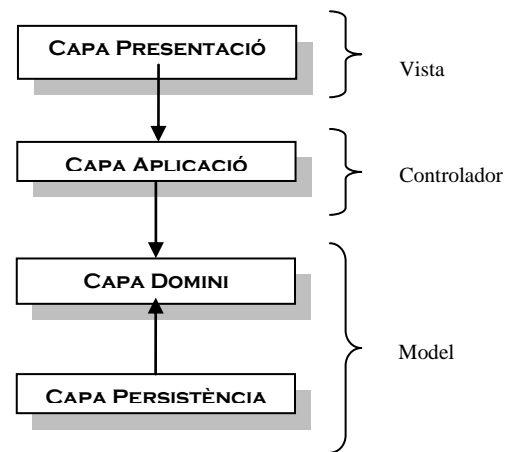 CAPA PRESENTACIÓ
Vista
CAPA APLICACIÓ
Controlador
CAPA DOMINI
Model
CAPA PERSISTÈNCIA